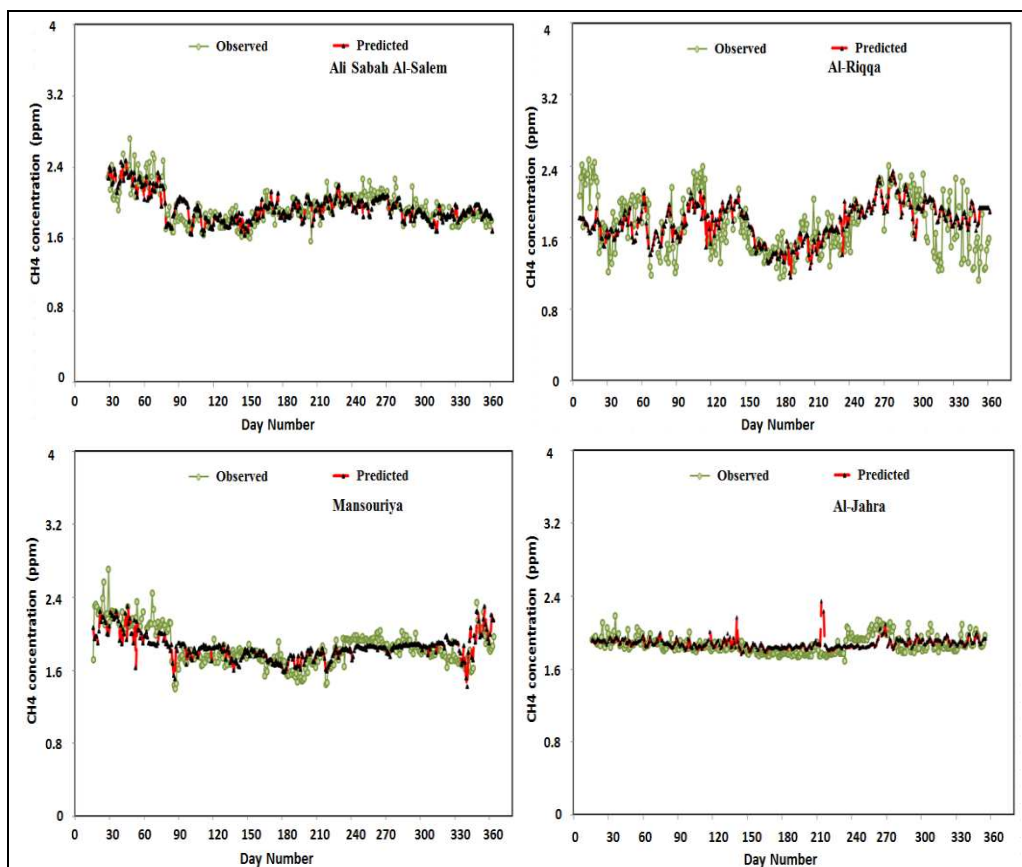 4
3.2
2.4
1.6
0.8
0
CH4 concentration (ppm)
Observed Predicted
Ali Sabah Al-Salem
0 30 60 90 120 150 180 210 240 270 300 330 360
Day Number
4
3.2
2.4
1.6
0.8
0
CH4 concentration (ppm)
Observed Predicted
Al-Riqqa
0 30 60 90 120 150 180 210 240 270 300 330 360
Day Number
4
3.2
2.4
1.6
0.8
0
CH4 concentration (ppm)
Observed Predicted
Mansouriya
0 30 60 90 120 150 180 210 240 270 300 330 360
Day Number
4
3.2
2.4
1.6
0.8
0
CH4 concentration (ppm)
Observed Predicted
Al-Jahra
0 30 60 90 120 150 180 210 240 270 300 330 360
Day Number